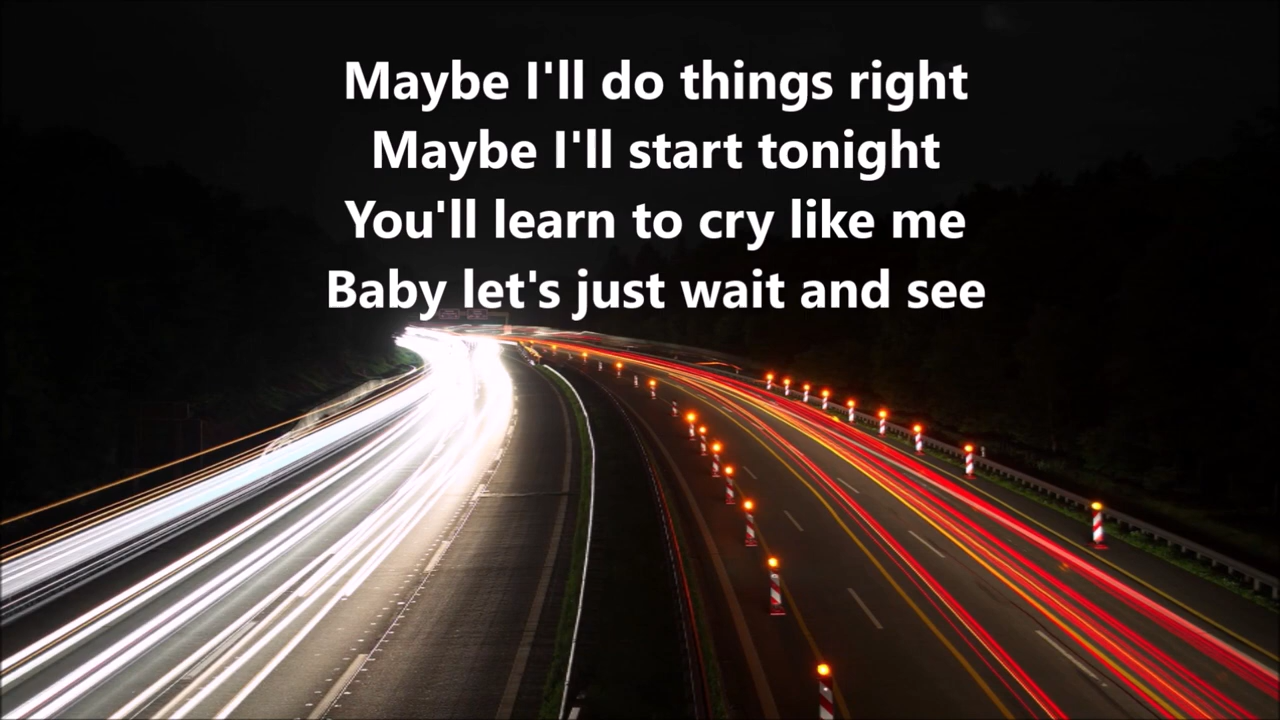 Maybe I'll do things right
Maybe I'll start tonight
You'll learn to cry like me
Baby let's just wait and see